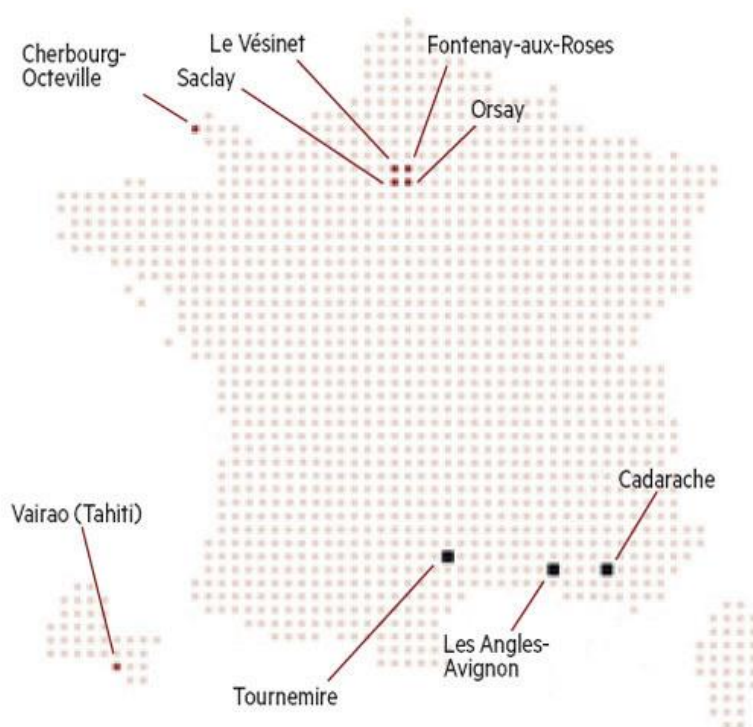 Le Vésinet
Fontenay-aux-Roses
Cherbourg-
Octeville
Saclay
Orsay
Cadarache
Vairao (Tahiti)
Les Angles-
Avignon
Tournemire